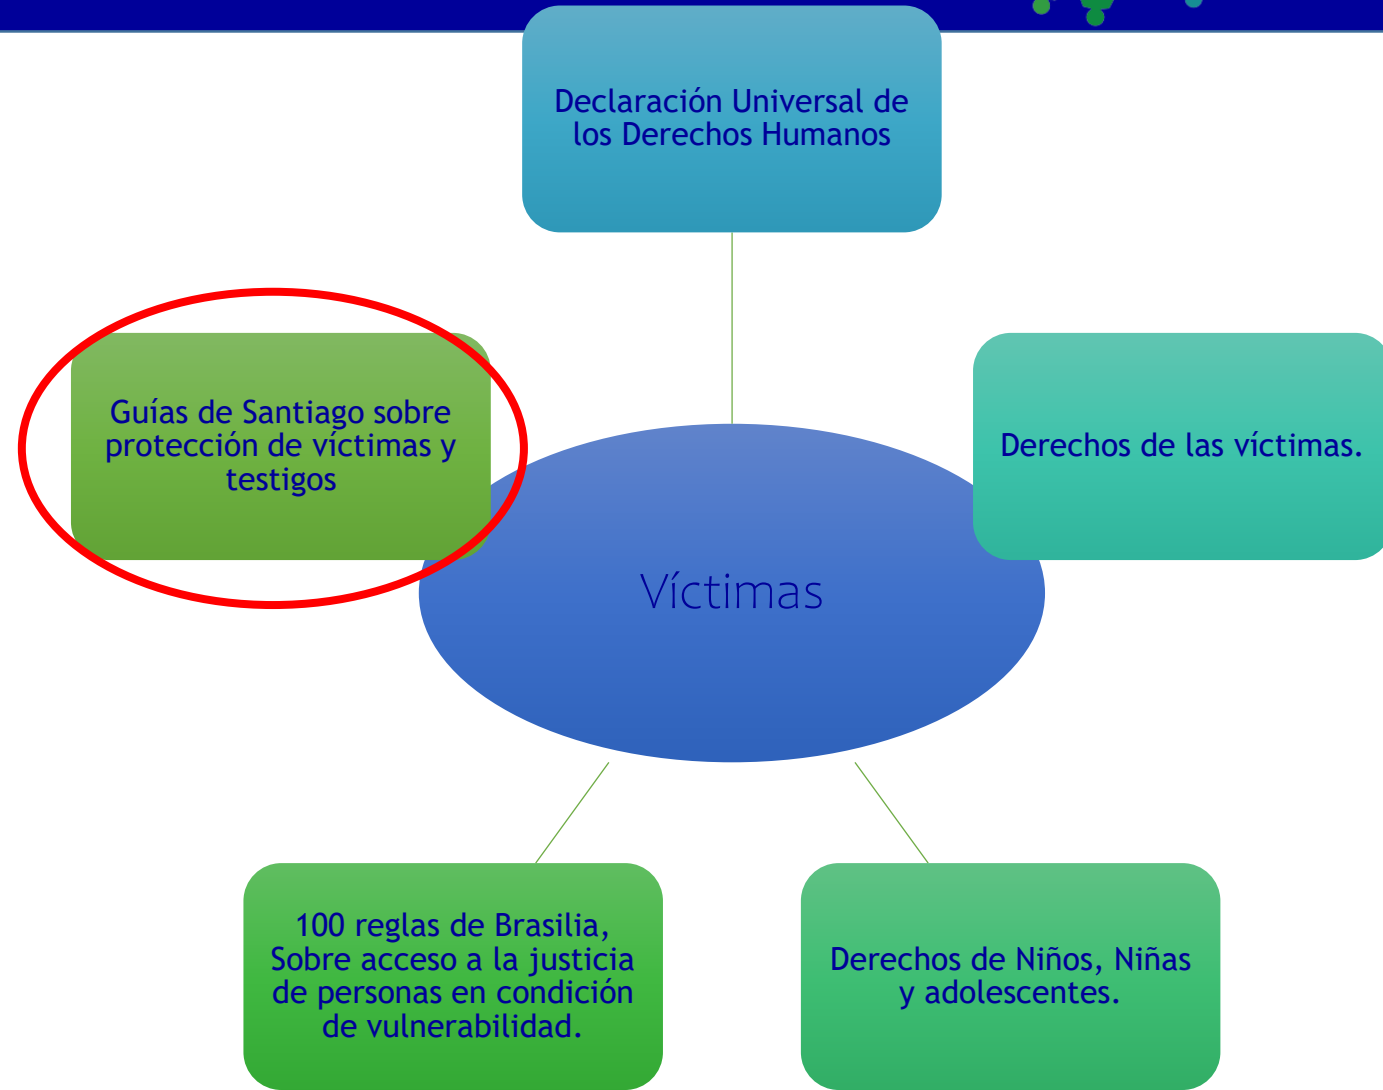 Declaración Universal de
los Derechos Humanos
Guías de Santiago sobre
protección de víctimas y
testigos
Derechos de las víctimas.
Víctimas
100 reglas de Brasilia,
Sobre acceso a la justicia
de personas en condición
de vulnerabilidad.
Derechos de Niños, Niñas
y adolescentes.